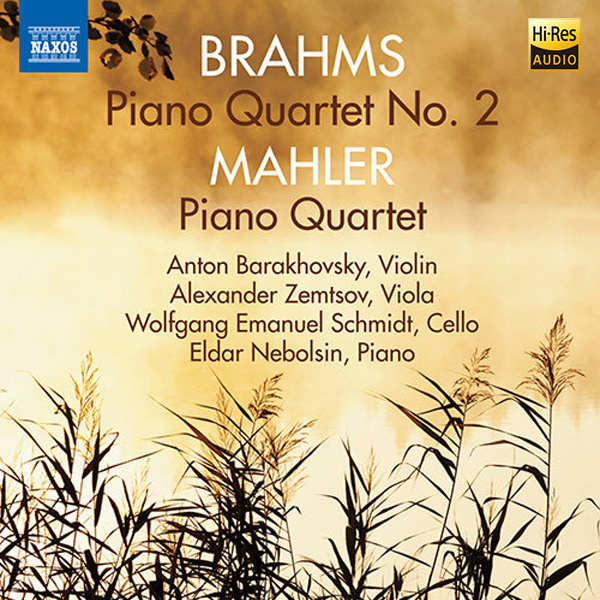 NAXOS
Hi-Res
AUDIO
BRAHMS
Piano Quartet No. 2
MAHLER
Piano Quartet
Anton Barakhovsky, Violin
Alexander Zemtsov, Viola
Wolfgang Emanuel Schmidt, Cello
Eldar Nebolsin, Piano